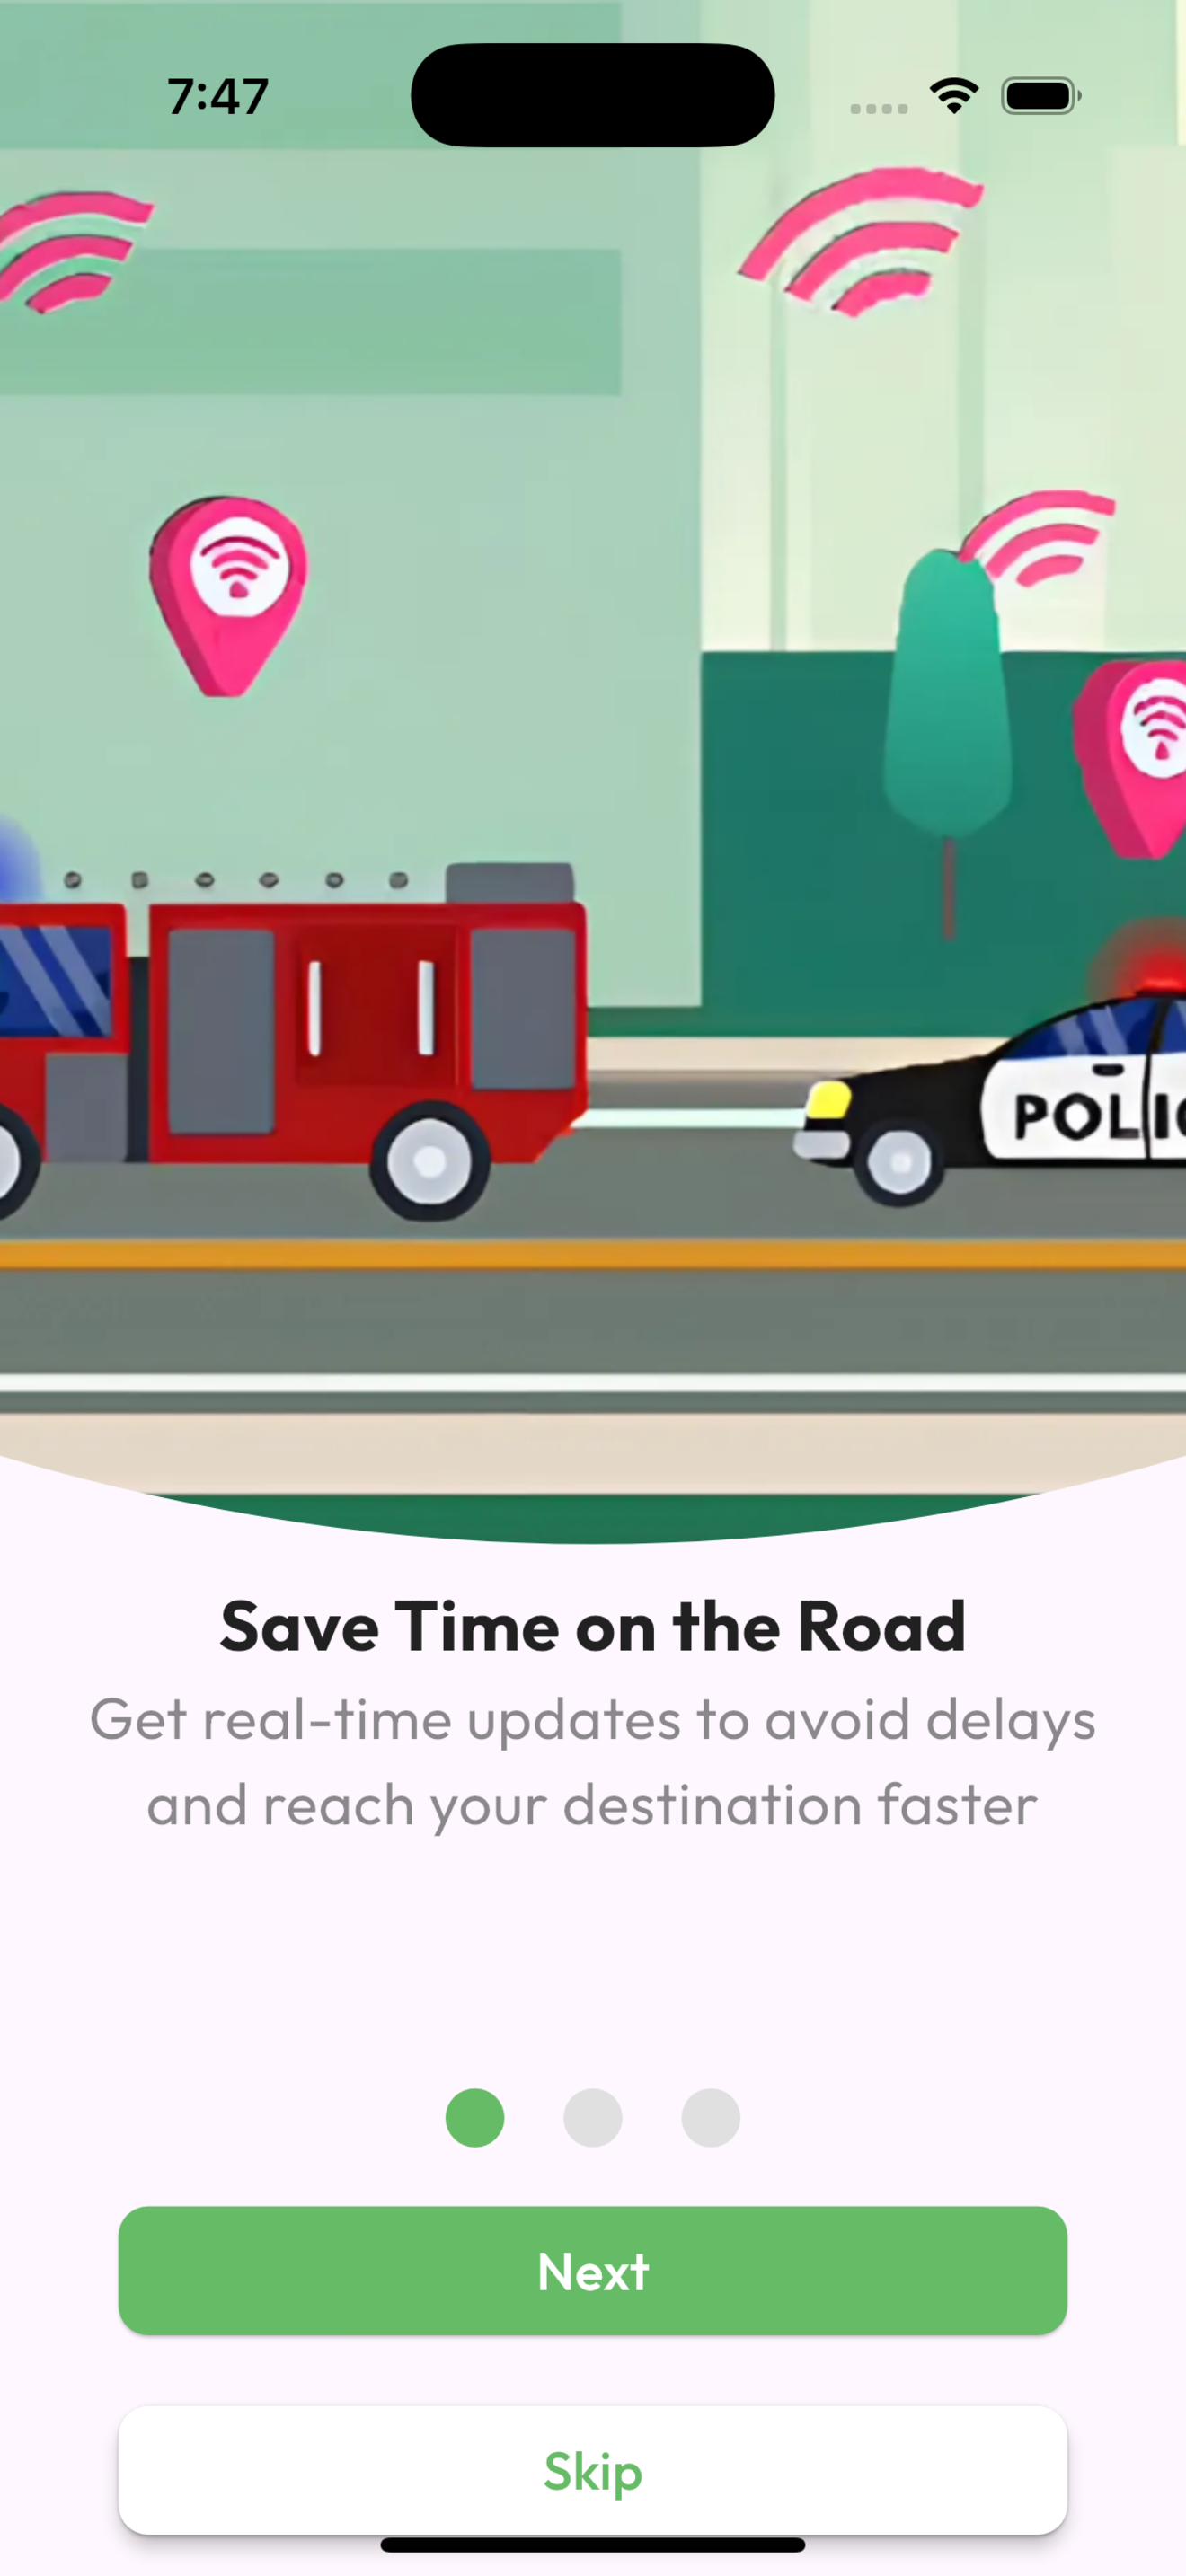 7:47
POLIC
Save Time on the Road
Get real-time updates to avoid delays
and reach your destination faster
Next
Skip